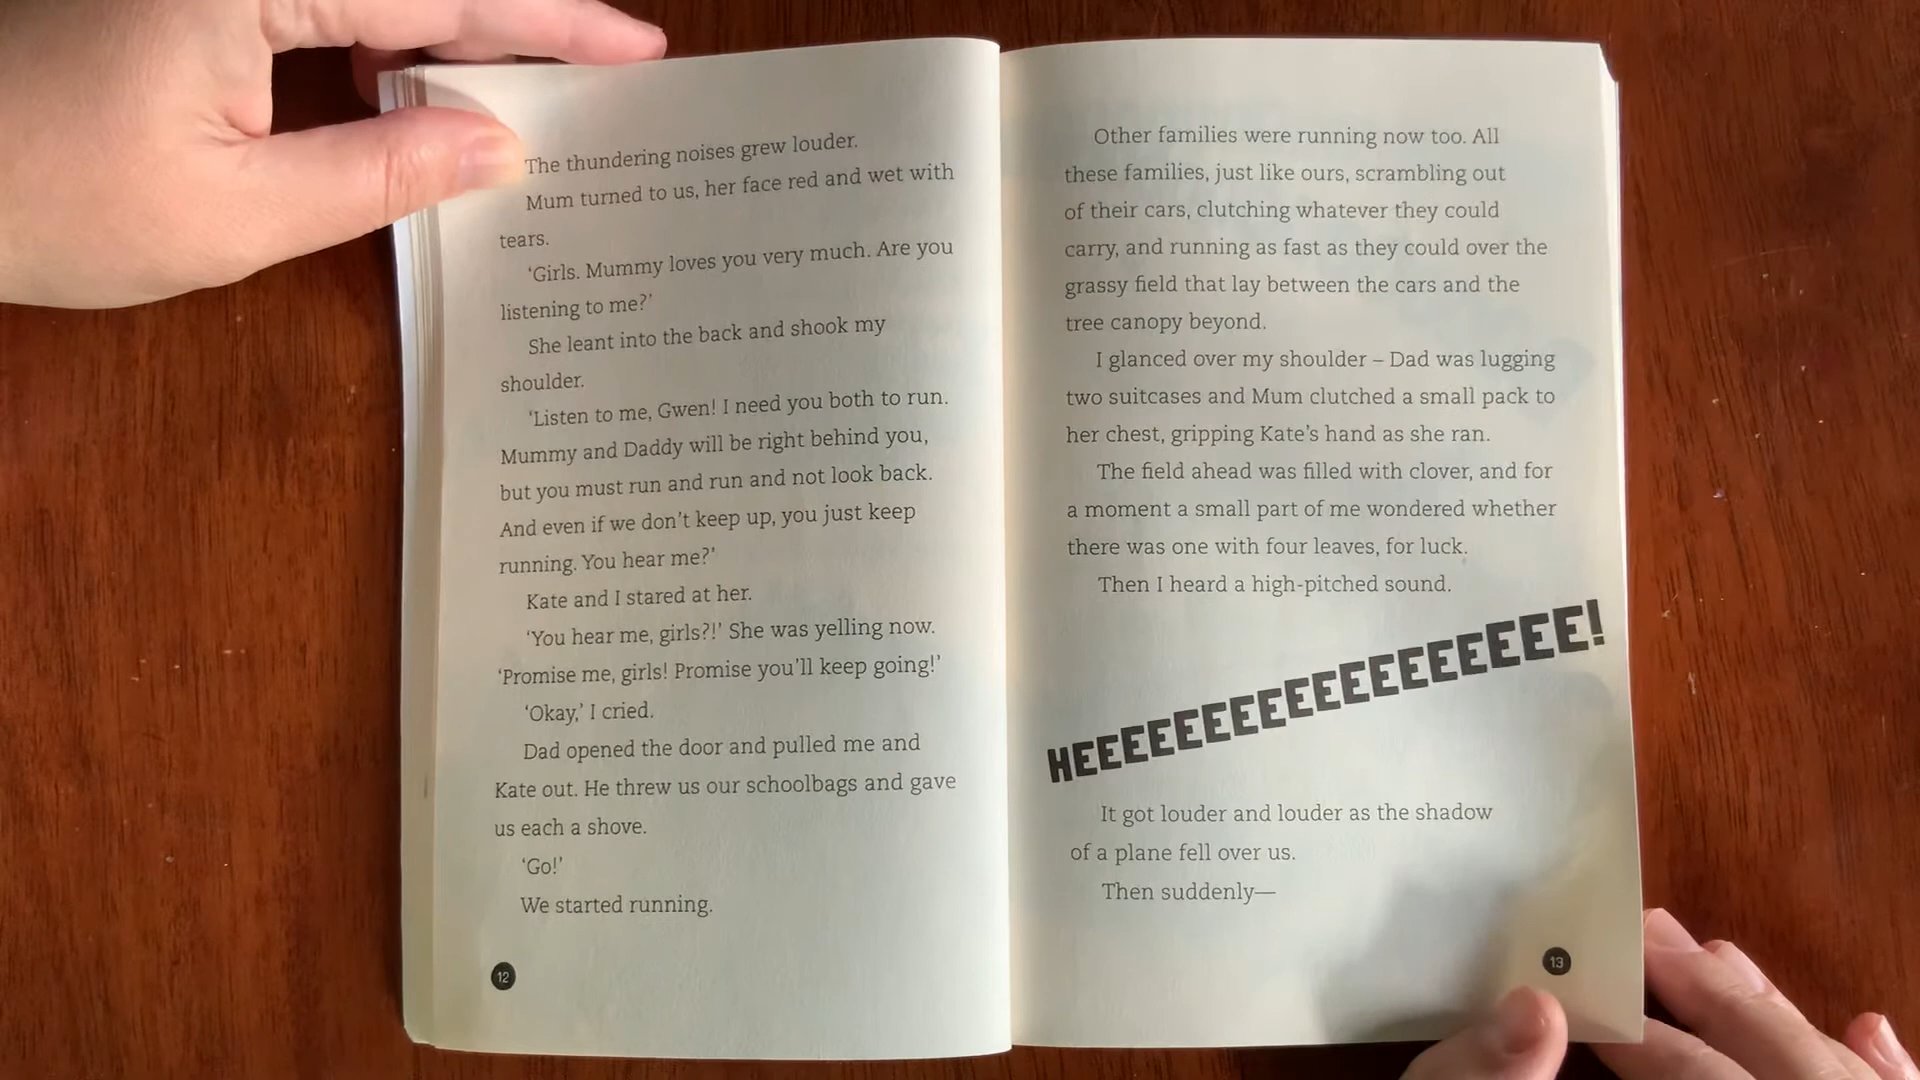 The thundering noises grew louder.
Mum turned to us, her face red and wet with
tears.
‘Girls. Mummy loves you very much. Are you
listening to me?’
She leant into the back and shook my
shoulder.
‘Listen to me, Gwen! I need you both to run.
Mummy and Daddy will be right behind you,
but you must run and run and not look back.
And even if we don’t keep up, you just keep
running. You hear me?’
Kate and I stared at her.
‘You hear me, girls?!’ She was yelling now.
‘Promise me, girls! Promise you’ll keep going!’
‘Okay,’ I cried.
Dad opened the door and pulled me and
Kate out. He threw us our schoolbags and gave
us each a shove.
‘Go!’
We started running.
12
Other families were running now too. All
these families, just like ours, scrambling out
of their cars, clutching whatever they could
carry, and running as fast as they could over the
grassy field that lay between the cars and the
tree canopy beyond.
I glanced over my shoulder – Dad was lugging
two suitcases and Mum clutched a small pack to
her chest, gripping Kate’s hand as she ran.
The field ahead was filled with clover, and for
a moment a small part of me wondered whether
there was one with four leaves, for luck.
Then I heard a high-pitched sound.
HEEEEEEEEEEEEEEEEEEE!
It got louder and louder as the shadow
of a plane fell over us.
Then suddenly—
13